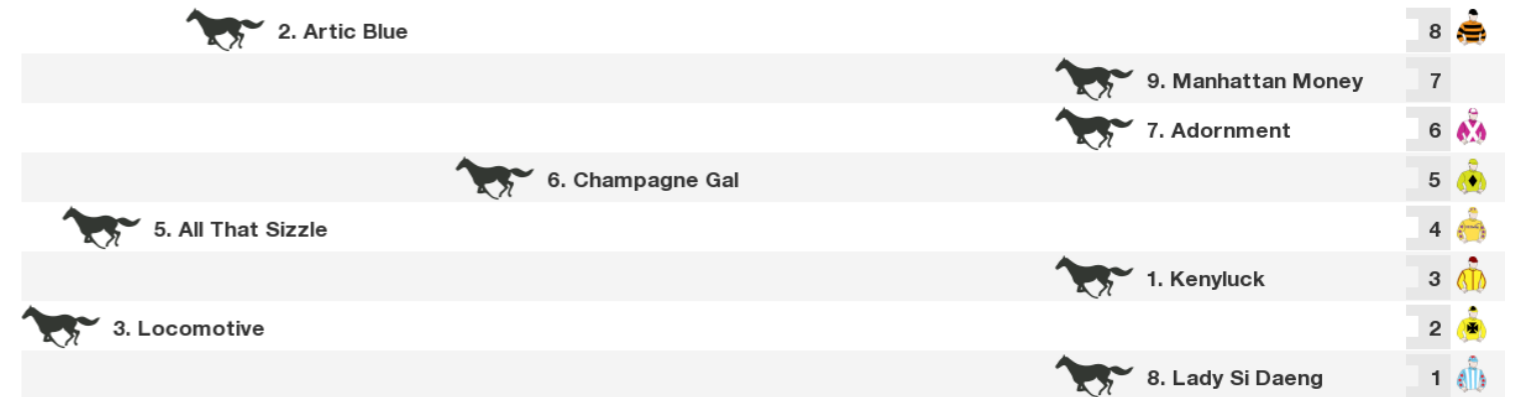 2. Artic Blue 8
9. Manhattan Money 7
7. Adornment 6
6. Champagne Gal 5
5. All That Sizzle 4
1. Kenyluck 3
3. Locomotive 2
8. Lady Si Daeng 1